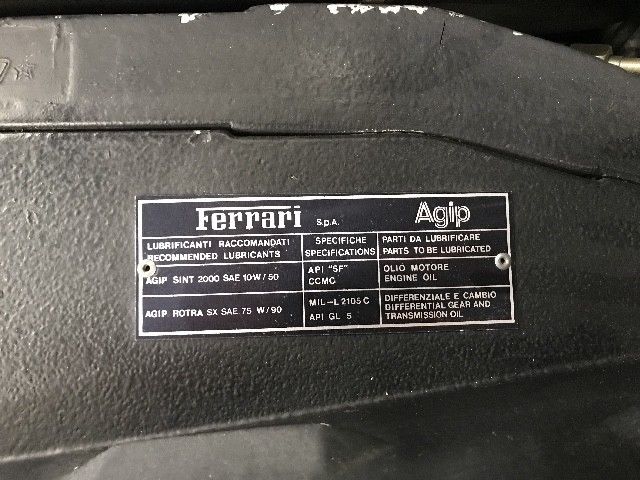 Ferrari S.p.A. Agip
LUBRIFICANTI RACCOMANDATI
RECOMMENDED LUBRICANTS
SPECIFICHE
SPECIFICATIONS
PARTI DA LUBRIFICARE
PARTS TO BE LUBRICATED
AGIP SINT 2000 SAE 10W/50
API "SF"
CCMC
OLIO MOTORE
ENGINE OIL
AGIP ROTRA SX SAE 75 W/90
MIL-L 2105 C
API GL 5
DIFFERENZIALE E CAMBIO
DIFFERENTIAL GEAR AND
TRANSMISSION OIL